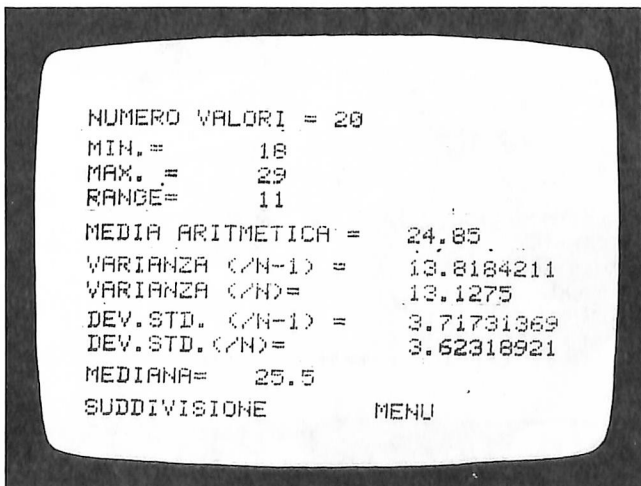 NUMERO VALORI = 20
MIN.= 18
MAX. = 29
RANGE= 11
MEDIA ARITMETICA = 24.85
VARIANZA (/N-1) = 13.8184211
VARIANZA (/N)= 13.1275
DEV.STD. (/N-1) = 3.71731369
DEV.STD.(/N)= 3.62318921
MEDIANA= 25.5
SUDDIVISIONE MENU